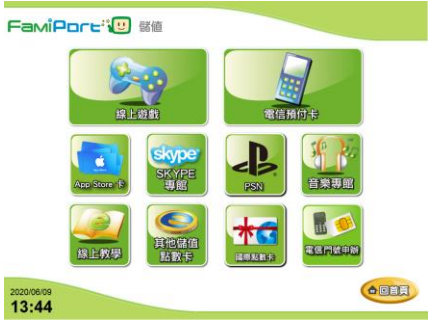 FamiPort 儲值
線上遊戲
電信預付卡
App Store 卡
skype
SKYPE
專館
PSN
音樂專館
線上教學
其他儲值
點數卡
國際點數卡
電信門號申辦
2020/06/09
13:44
回首頁